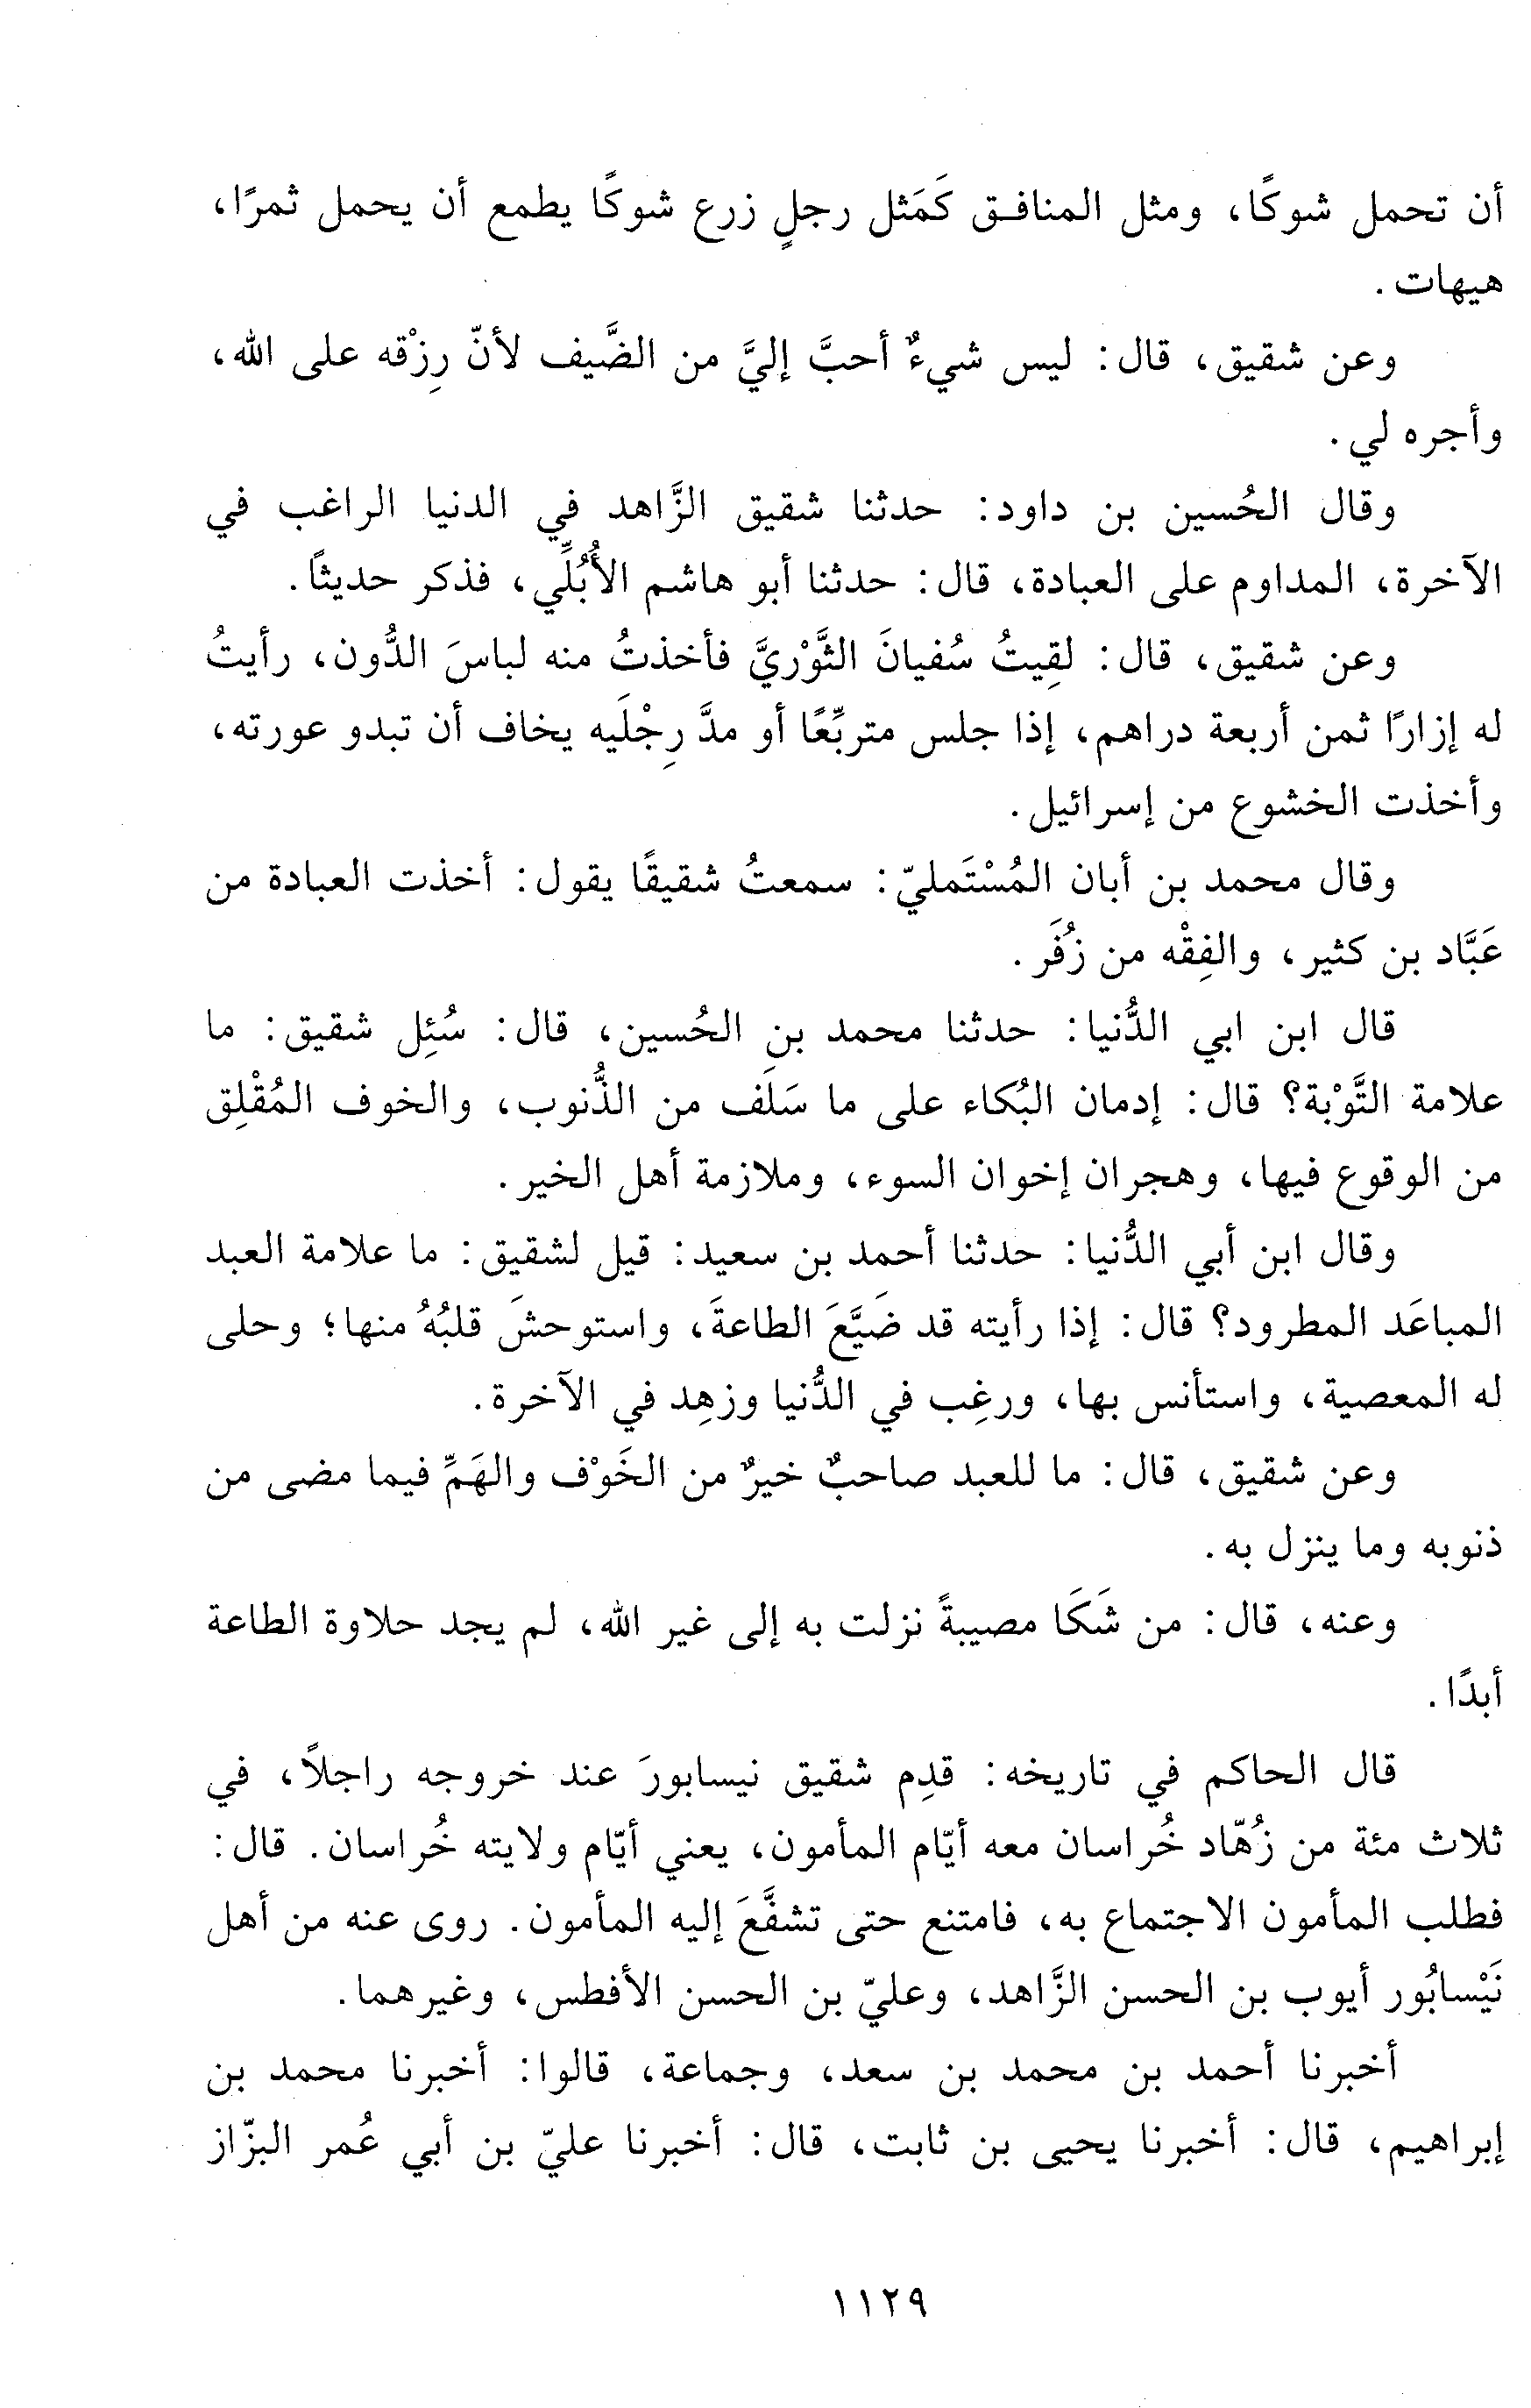 أن تحمل شوكًا، ومثل المنافـق كَمَثل رجلٍ زرع شوكًا يطمع أن يحمل ثمرًا،
هيهات.
وعن شقيق، قال: ليس شيءٌ أحبَّ إليَّ من الضَّيف لأنّ رِزْقه على الله،
وأجره لي.
وقال الحُسين بن داود: حدثنا شقيق الزَّاهد في الدنيا الراغب في
الآخرة، المداوم على العبادة، قال: حدثنا أبو هاشم الأُبُلِّي، فذكر حديثًا.
وعن شقيق، قال: لقِيتُ سُفيانَ الثَّوْريَّ فأخذتُ منه لباسَ الدُّون، رأيتُ
له إزارًا ثمن أربعة دراهم، إذا جلس متربِّعًا أو مدَّ رِجْلَيه يخاف أن تبدو عورته،
وأخذت الخشوع من إسرائيل.
وقال محمد بن أبان المُسْتَمليّ: سمعتُ شقيقًا يقول: أخذت العبادة من
عَبَّاد بن كثير، والفِقْه من زُفَر.
قال ابن ابي الدُّنيا: حدثنا محمد بن الحُسين، قال: سُئِل شقيق: ما
علامة التَّوْبة؟ قال: إدمان البُكاء على ما سَلَف من الذُّنوب، والخوف المُقْلِق
من الوقوع فيها، وهجران إخوان السوء، وملازمة أهل الخير.
وقال ابن أبي الدُّنيا: حدثنا أحمد بن سعيد: قيل لشقيق: ما علامة العبد
المباعَد المطرود؟ قال: إذا رأيته قد ضَيَّعَ الطاعةَ، واستوحشَ قلبُهُ منها؛ وحلى
له المعصية، واستأنس بها، ورغِب في الدُّنيا وزهِد في الآخرة.
وعن شقيق، قال: ما للعبد صاحبٌ خيرٌ من الخَوْف والهَمِّ فيما مضى من
ذنوبه وما ينزل به.
وعنه، قال: من شَكَا مصيبةً نزلت به إلى غير الله، لم يجد حلاوة الطاعة
أبدًا.
قال الحاكم في تاريخه: قدِم شقيق نيسابورَ عند خروجه راجلاً، في
ثلاث مئة من زُهّاد خُراسان معه أيّام المأمون، يعني أيّام ولايته خُراسان. قال:
فطلب المأمون الاجتماع به، فامتنع حتى تشفَّعَ إليه المأمون. روى عنه من أهل
نَيْسابُور أيوب بن الحسن الزَّاهد، وعليّ بن الحسن الأفطس، وغيرهما.
أخبرنا أحمد بن محمد بن سعد، وجماعة، قالوا: أخبرنا محمد بن
إبراهيم، قال: أخبرنا يحيى بن ثابت، قال: أخبرنا عليّ بن أبي عُمر البزّاز
١١٢٩